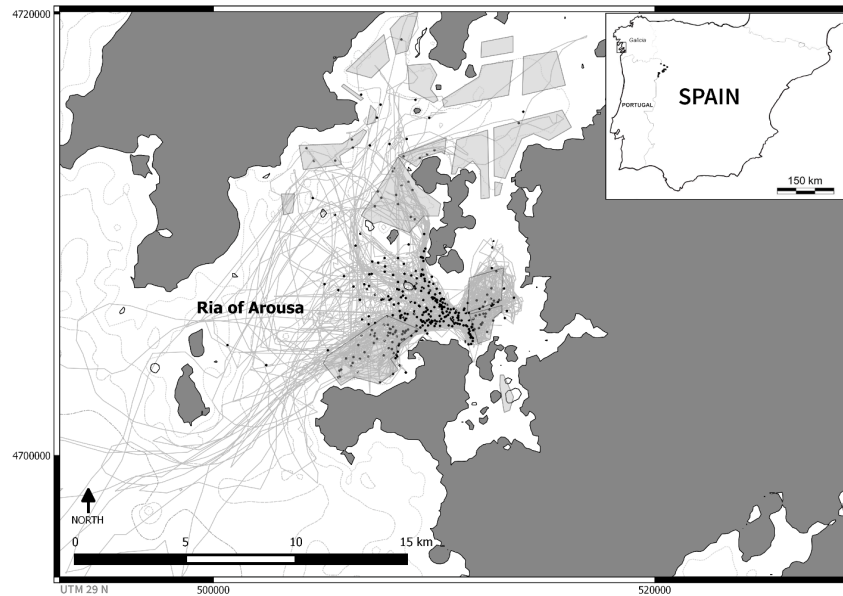 4720000
Galicia
PORTUGAL
SPAIN
150 km
Ria of Arousa
4700000
NORTH
0 5 10 15 km
UTM 29 N
500000
520000